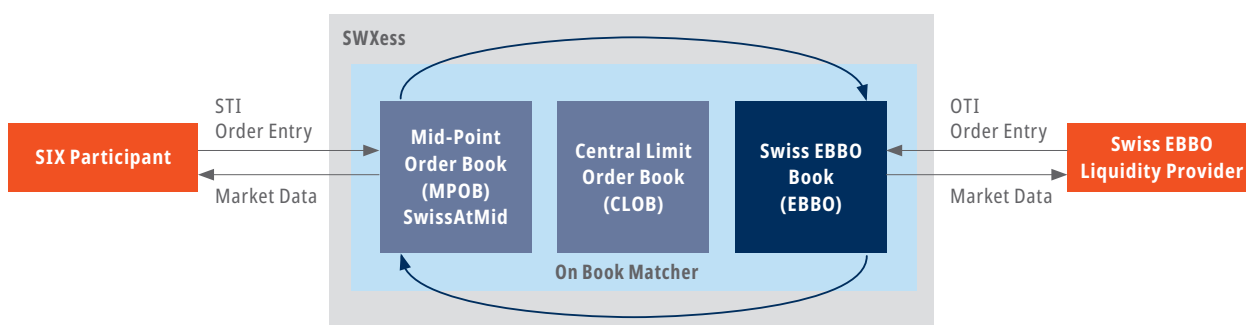 SWXess
SIX Participant
STI
Order Entry
Market Data
Mid-Point
Order Book
(MPOB)
SwissAtMid
Central Limit
Order Book
(CLOB)
Swiss EBBO
Book
(EBBO)
On Book Matcher
OTI
Order Entry
Market Data
Swiss EBBO
Liquidity Provider